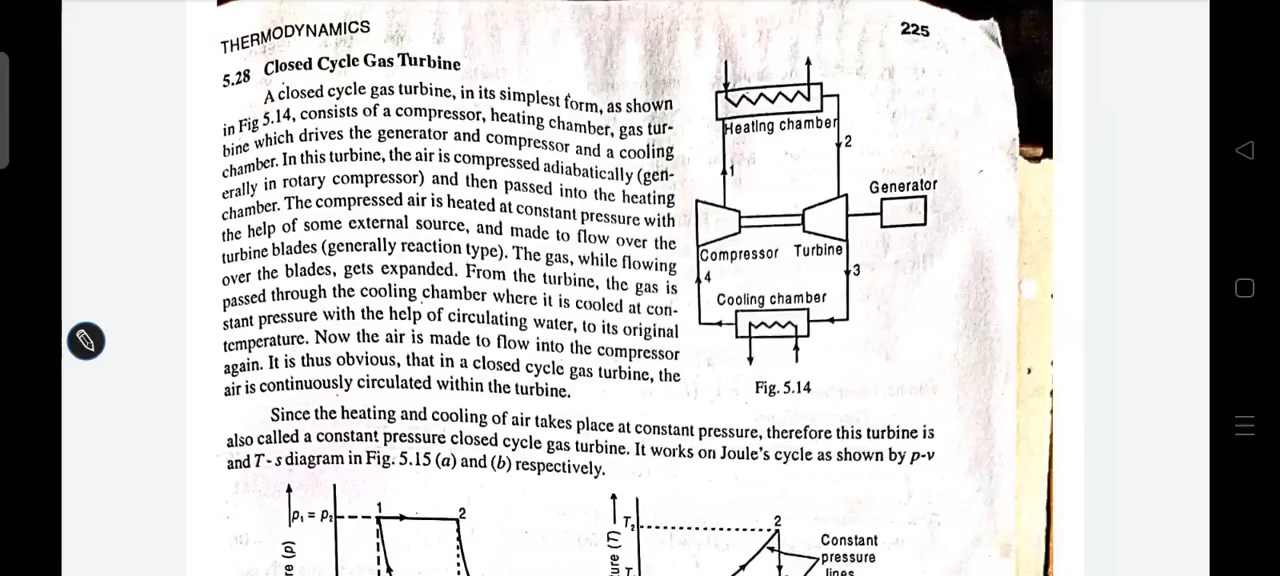 THERMODYNAMICS
225
5.28 Closed Cycle Gas Turbine
A closed cycle gas turbine, in its simplest form, as shown
in Fig 5.14, consists of a compressor, heating chamber, gas tur-
bine which drives the generator and compressor and a cooling
chamber. In this turbine, the air is compressed adiabatically (gen-
erally in rotary compressor) and then passed into the heating
chamber. The compressed air is heated at constant pressure with
the help of some external source, and made to flow over the
turbine blades (generally reaction type). The gas, while flowing
over the blades, gets expanded. From the turbine, the gas is
passed through the cooling chamber where it is cooled at con-
stant pressure with the help of circulating water, to its original
temperature. Now the air is made to flow into the compressor
again. It is thus obvious, that in a closed cycle gas turbine, the
air is continuously circulated within the turbine.
Heating chamber
2
1
Generator
Compressor Turbine
4
3
Cooling chamber
Fig. 5.14
Since the heating and cooling of air takes place at constant pressure, therefore this turbine is
also called a constant pressure closed cycle gas turbine. It works on Joule's cycle as shown by p-v
and T-s diagram in Fig. 5.15 (a) and (b) respectively.
p₁ = p₂
1
2
re (p)
T₂
2
ure (T)
Constant
pressure
lines